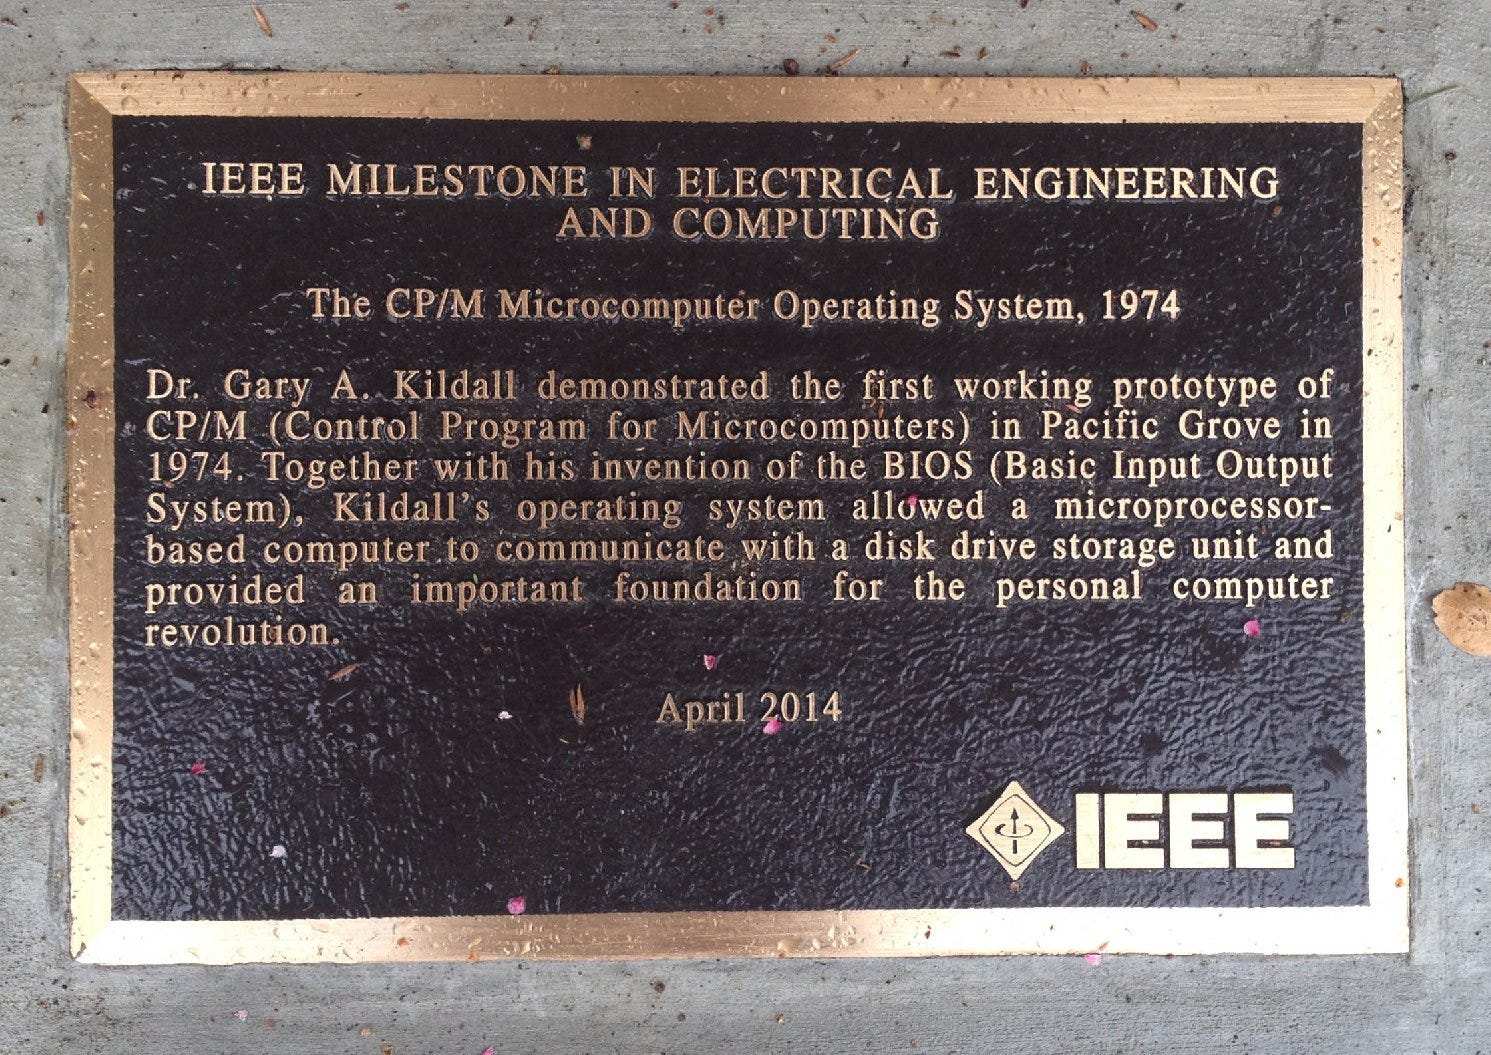 IEEE MILESTONE IN ELECTRICAL ENGINEERING
AND COMPUTING
The CP/M Microcomputer Operating System, 1974
Dr. Gary A. Kildall demonstrated the first working prototype of
CP/M (Control Program for Microcomputers) in Pacific Grove in
1974. Together with his invention of the BIOS (Basic Input Output
System), Kildall's operating system allowed a microprocessor-
based computer to communicate with a disk drive storage unit and
provided an important foundation for the personal computer
revolution.
April 2014
IEEE